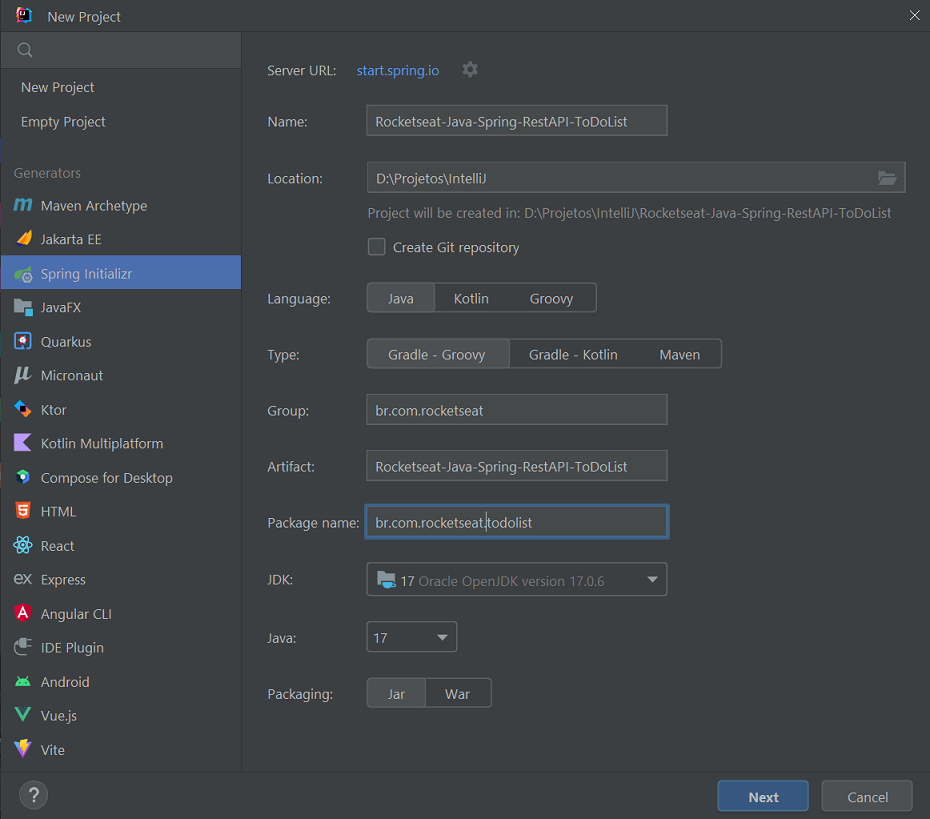 New Project
New Project
Empty Project
Generators
Maven Archetype
Jakarta EE
Spring Initializr
JavaFX
Quarkus
Micronaut
Ktor
Kotlin Multiplatform
Compose for Desktop
HTML
React
Express
Angular CLI
IDE Plugin
Android
Vue.js
Vite
Server URL: start.spring.io
Name: Rocketseat-Java-Spring-RestAPI-ToDoList
Location: D:\Projetos\IntelliJ
Project will be created in: D:\Projetos\IntelliJ\Rocketseat-Java-Spring-RestAPI-ToDoList
Create Git repository
Language: Java Kotlin Groovy
Type: Gradle - Groovy Gradle - Kotlin Maven
Group: br.com.rocketseat
Artifact: Rocketseat-Java-Spring-RestAPI-ToDoList
Package name: br.com.rocketseat.todolist
JDK: 17 Oracle OpenJDK version 17.0.6
Java: 17
Packaging: Jar War
? Next Cancel